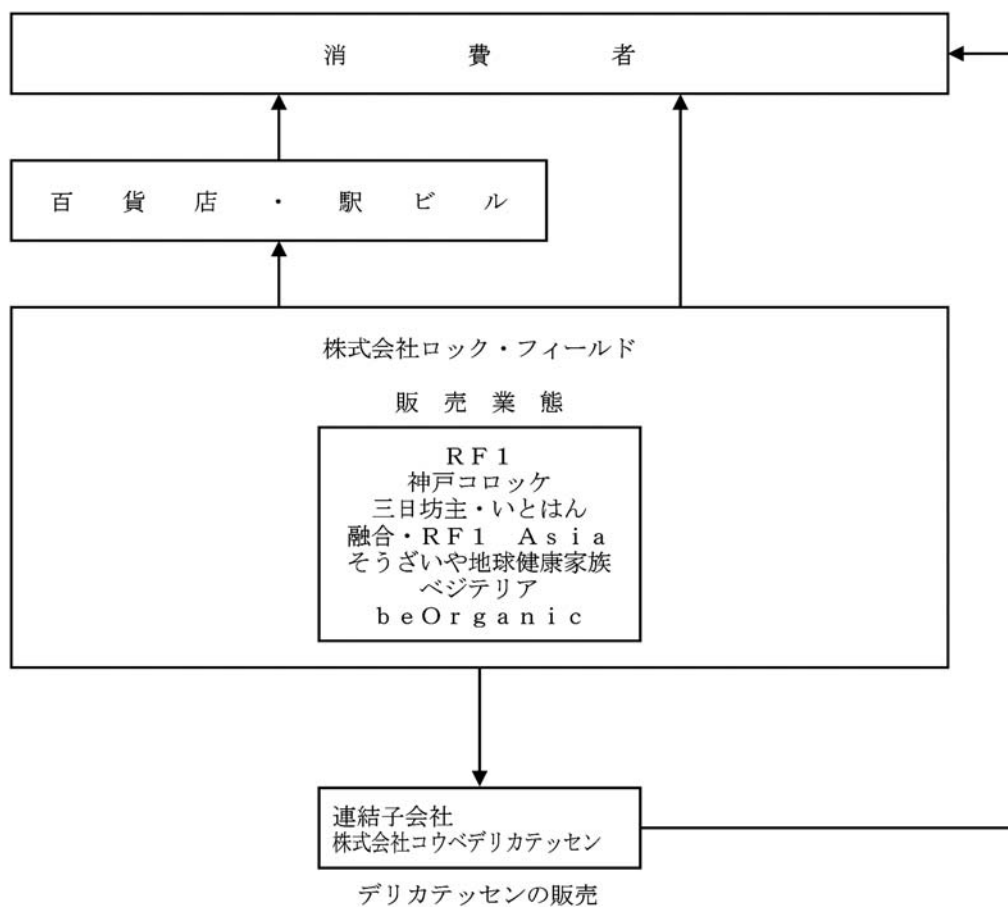 消費者
百貨店・駅ビル
株式会社ロック・フィールド
販売業態
ＲＦ１
神戸コロッケ
三日坊主・いとはん
融合・ＲＦ１　Ａｓｉａ
そうざいや地球健康家族
ベジテリア
ｂｅＯｒｇａｎｉｃ
連結子会社
株式会社コウベデリカテッセン
デリカテッセンの販売